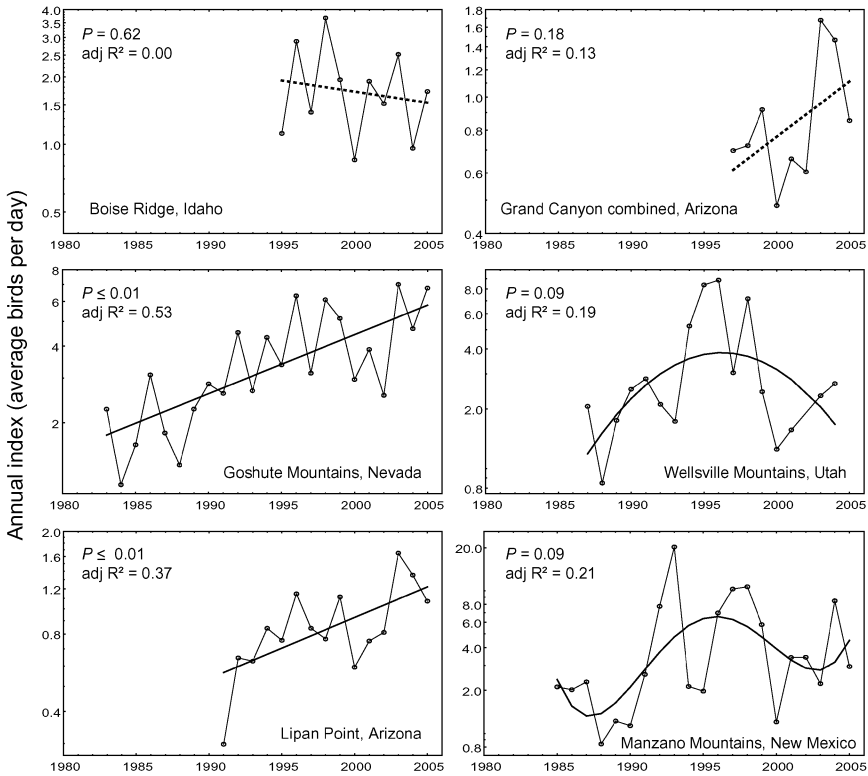 Annual index (average birds per day)
4.0
3.5
3.0
2.5
2.0
1.5
1.0
0.5
P = 0.62
adj R² = 0.00
Boise Ridge, Idaho
1980 1985 1990 1995 2000 2005
1.8
1.6
1.4
1.2
1.0
0.8
0.6
0.4
P = 0.18
adj R² = 0.13
Grand Canyon combined, Arizona
1980 1985 1990 1995 2000 2005
8
6
4
2
P ≤ 0.01
adj R² = 0.53
Goshute Mountains, Nevada
1980 1985 1990 1995 2000 2005
8.0
6.0
4.0
2.0
0.8
P = 0.09
adj R² = 0.19
Wellsville Mountains, Utah
1980 1985 1990 1995 2000 2005
2.0
1.6
1.2
0.8
0.4
P ≤ 0.01
adj R² = 0.37
Lipan Point, Arizona
1980 1985 1990 1995 2000 2005
20.0
8.0
6.0
4.0
2.0
0.8
P = 0.09
adj R² = 0.21
Manzano Mountains, New Mexico
1980 1985 1990 1995 2000 2005